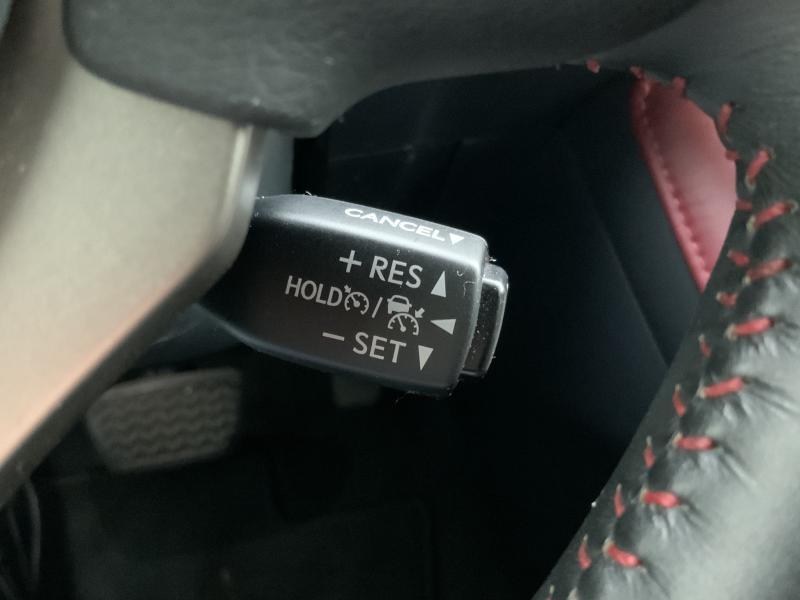 CANCEL▼
+ RES ▲
HOLD / ◀
− SET ▼